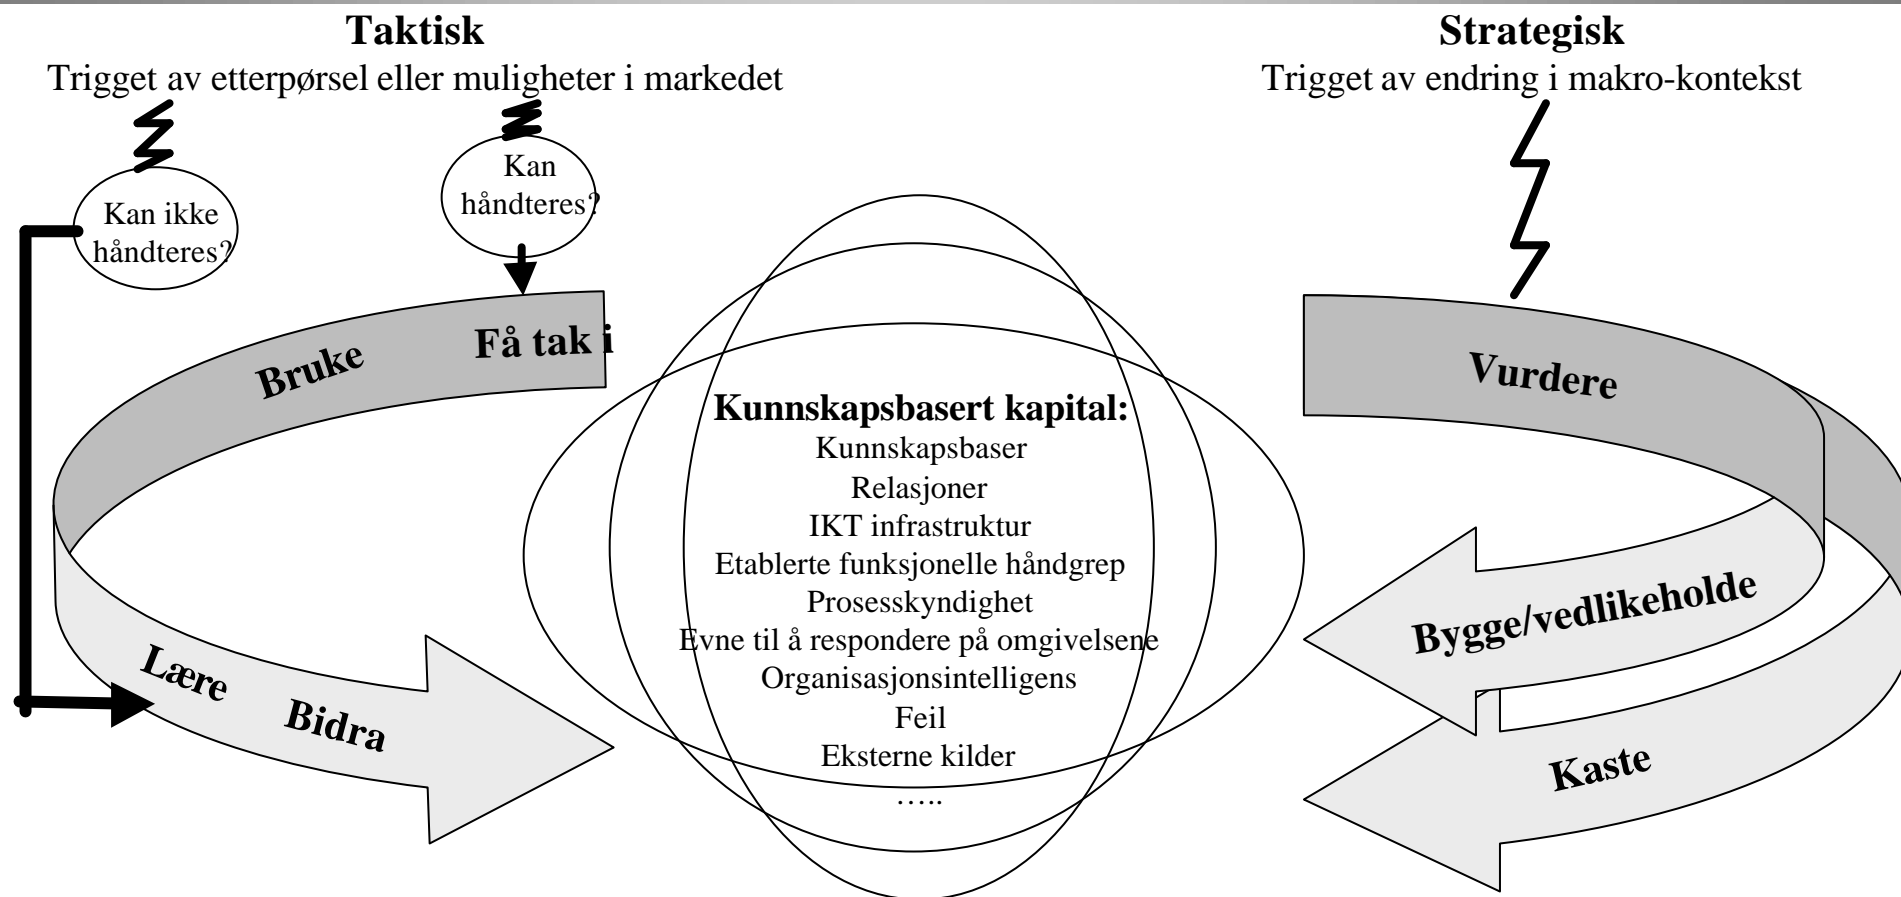 Taktisk
Trigget av etterpørsel eller muligheter i markedet
Strategisk
Trigget av endring i makro-kontekst
Kan ikke
håndteres?
Kan
håndteres?
Bruke
Få tak i
Lære
Bidra
Kunnskapsbasert kapital:
Kunnskapsbaser
Relasjoner
IKT infrastruktur
Etablerte funksjonelle håndgrep
Prosesskyndighet
Evne til å respondere på omgivelsene
Organisasjonsintelligens
Feil
Eksterne kilder
…..
Vurdere
Bygge/vedlikeholde
Kaste